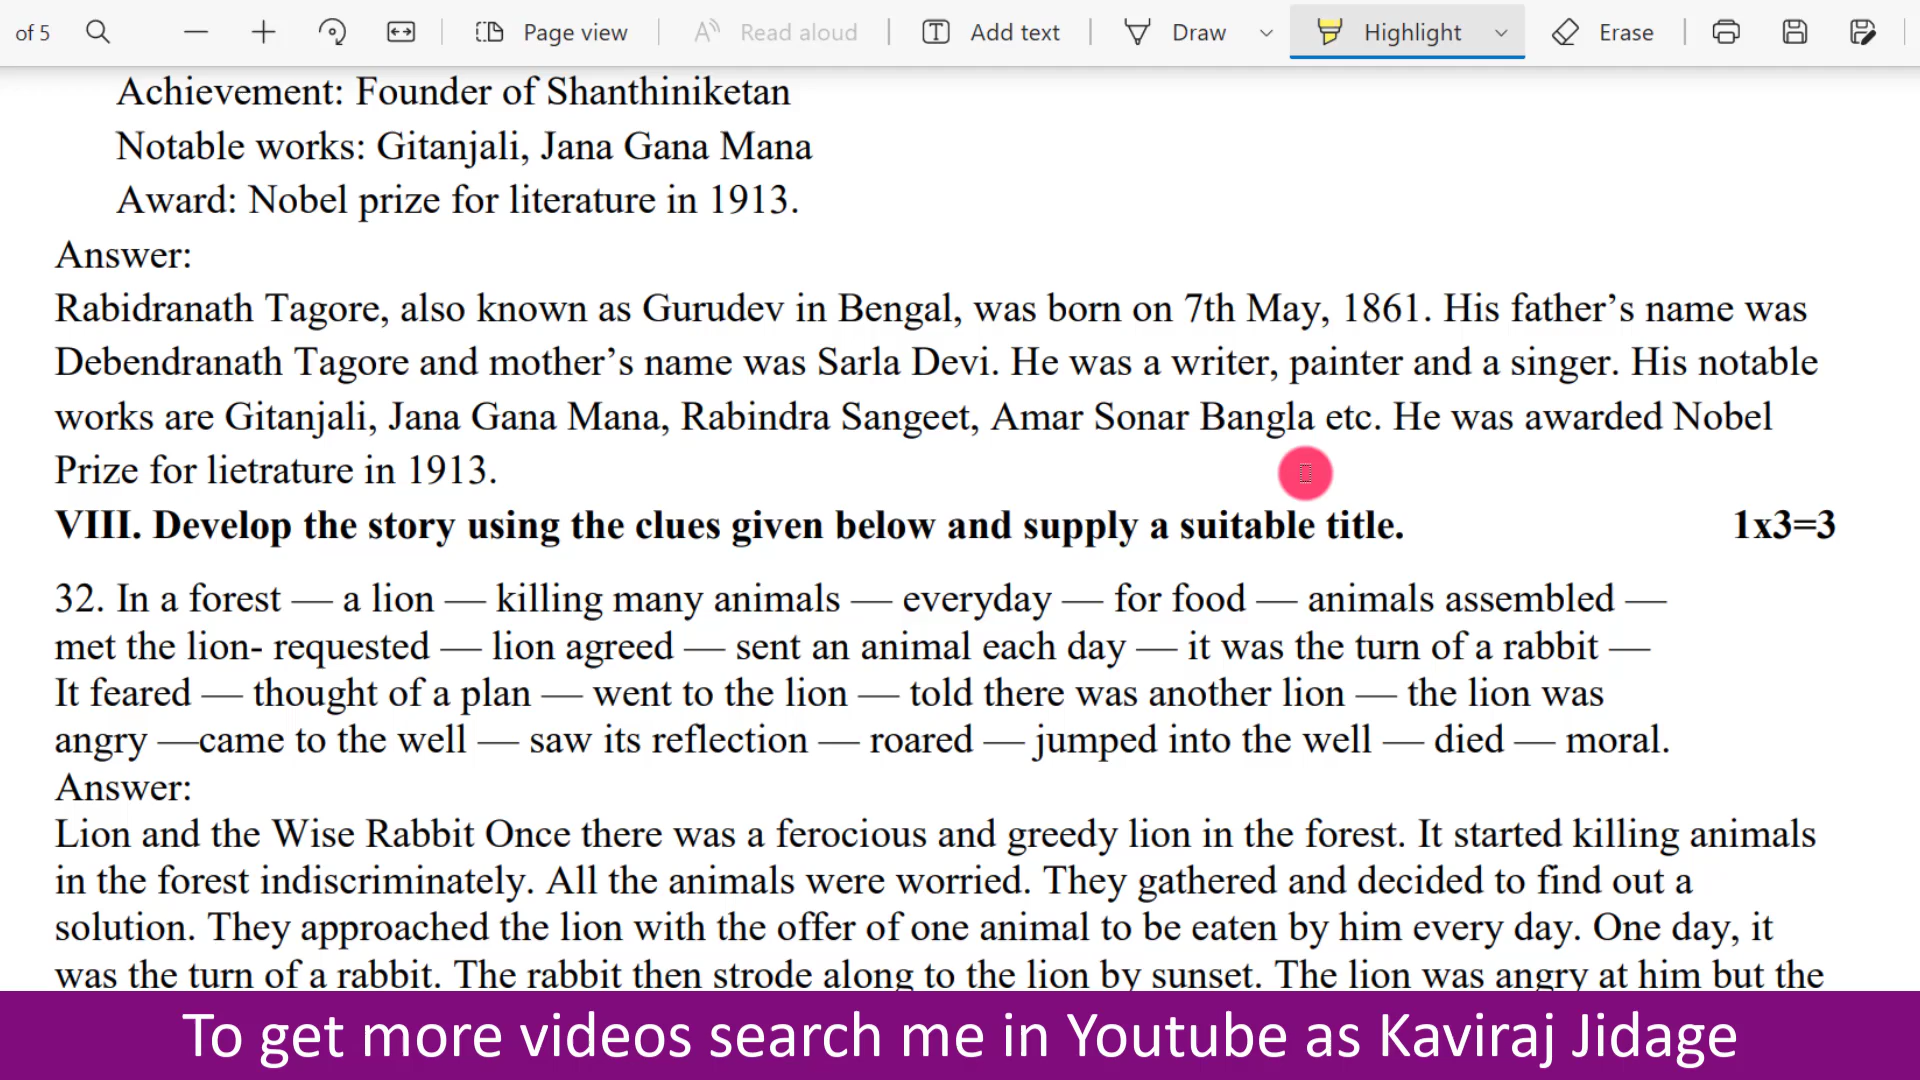 of 5
Page view
Read aloud
Add text
Draw
Highlight
Erase
Achievement: Founder of Shanthiniketan
Notable works: Gitanjali, Jana Gana Mana
Award: Nobel prize for literature in 1913.
Answer:
Rabidranath Tagore, also known as Gurudev in Bengal, was born on 7th May, 1861. His father’s name was
Debendranath Tagore and mother’s name was Sarla Devi. He was a writer, painter and a singer. His notable
works are Gitanjali, Jana Gana Mana, Rabindra Sangeet, Amar Sonar Bangla etc. He was awarded Nobel
Prize for lietrature in 1913.
VIII. Develop the story using the clues given below and supply a suitable title. 1x3=3
32. In a forest — a lion — killing many animals — everyday — for food — animals assembled —
met the lion- requested — lion agreed — sent an animal each day — it was the turn of a rabbit —
It feared — thought of a plan — went to the lion — told there was another lion — the lion was
angry —came to the well — saw its reflection — roared — jumped into the well — died — moral.
Answer:
Lion and the Wise Rabbit Once there was a ferocious and greedy lion in the forest. It started killing animals
in the forest indiscriminately. All the animals were worried. They gathered and decided to find out a
solution. They approached the lion with the offer of one animal to be eaten by him every day. One day, it
was the turn of a rabbit. The rabbit then strode along to the lion by sunset. The lion was angry at him but the
To get more videos search me in Youtube as Kaviraj Jidage